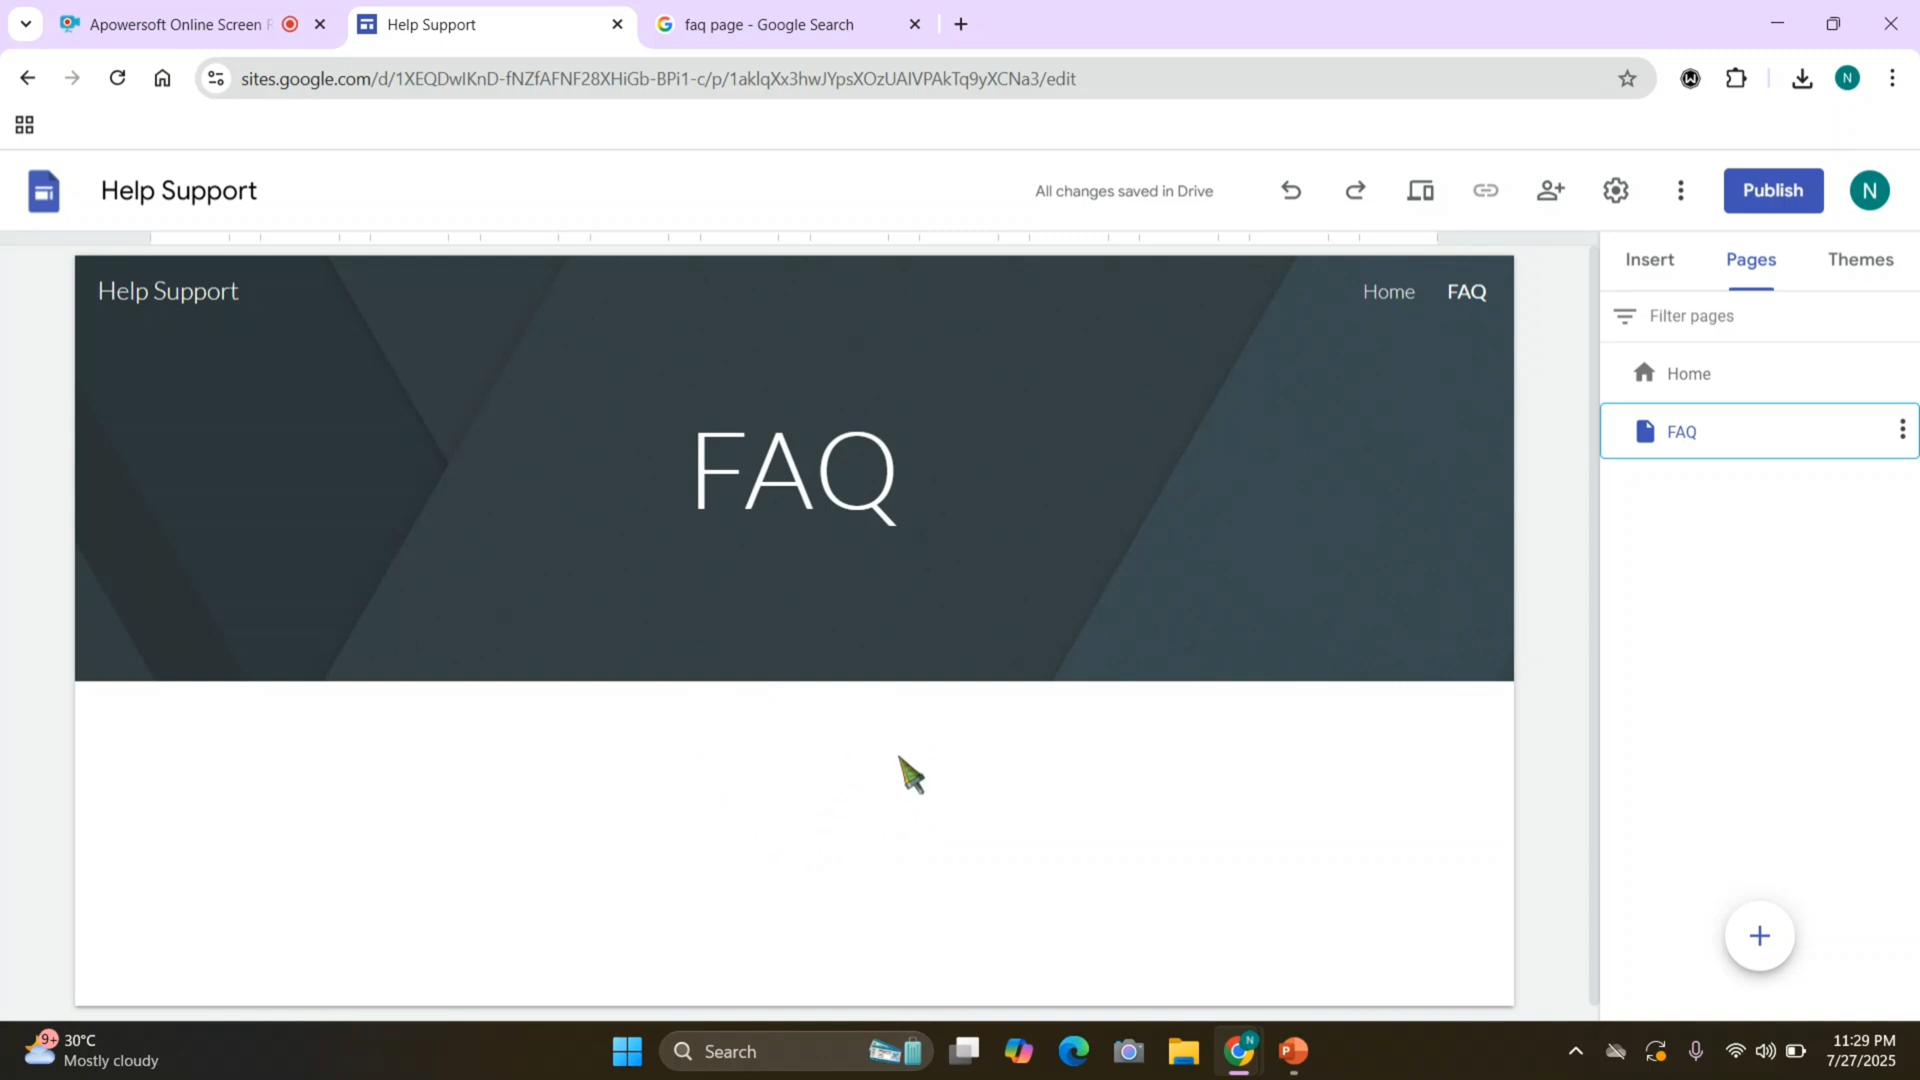 Apowersoft Online Screen R
Help Support
faq page - Google Search
sites.google.com/d/1XEQDwIKnD-fNZfAFNF28XHiGb-BPi1-c/p/1aklqXx3hwJYpsXOzUAIVPAkTq9yXCNa3/edit
N
Help Support
All changes saved in Drive
Publish
N
Insert
Pages
Themes
Help Support
Home
FAQ
Filter pages
Home
FAQ
FAQ
9+
30°C
Mostly cloudy
Search
N
P
11:29 PM
7/27/2025